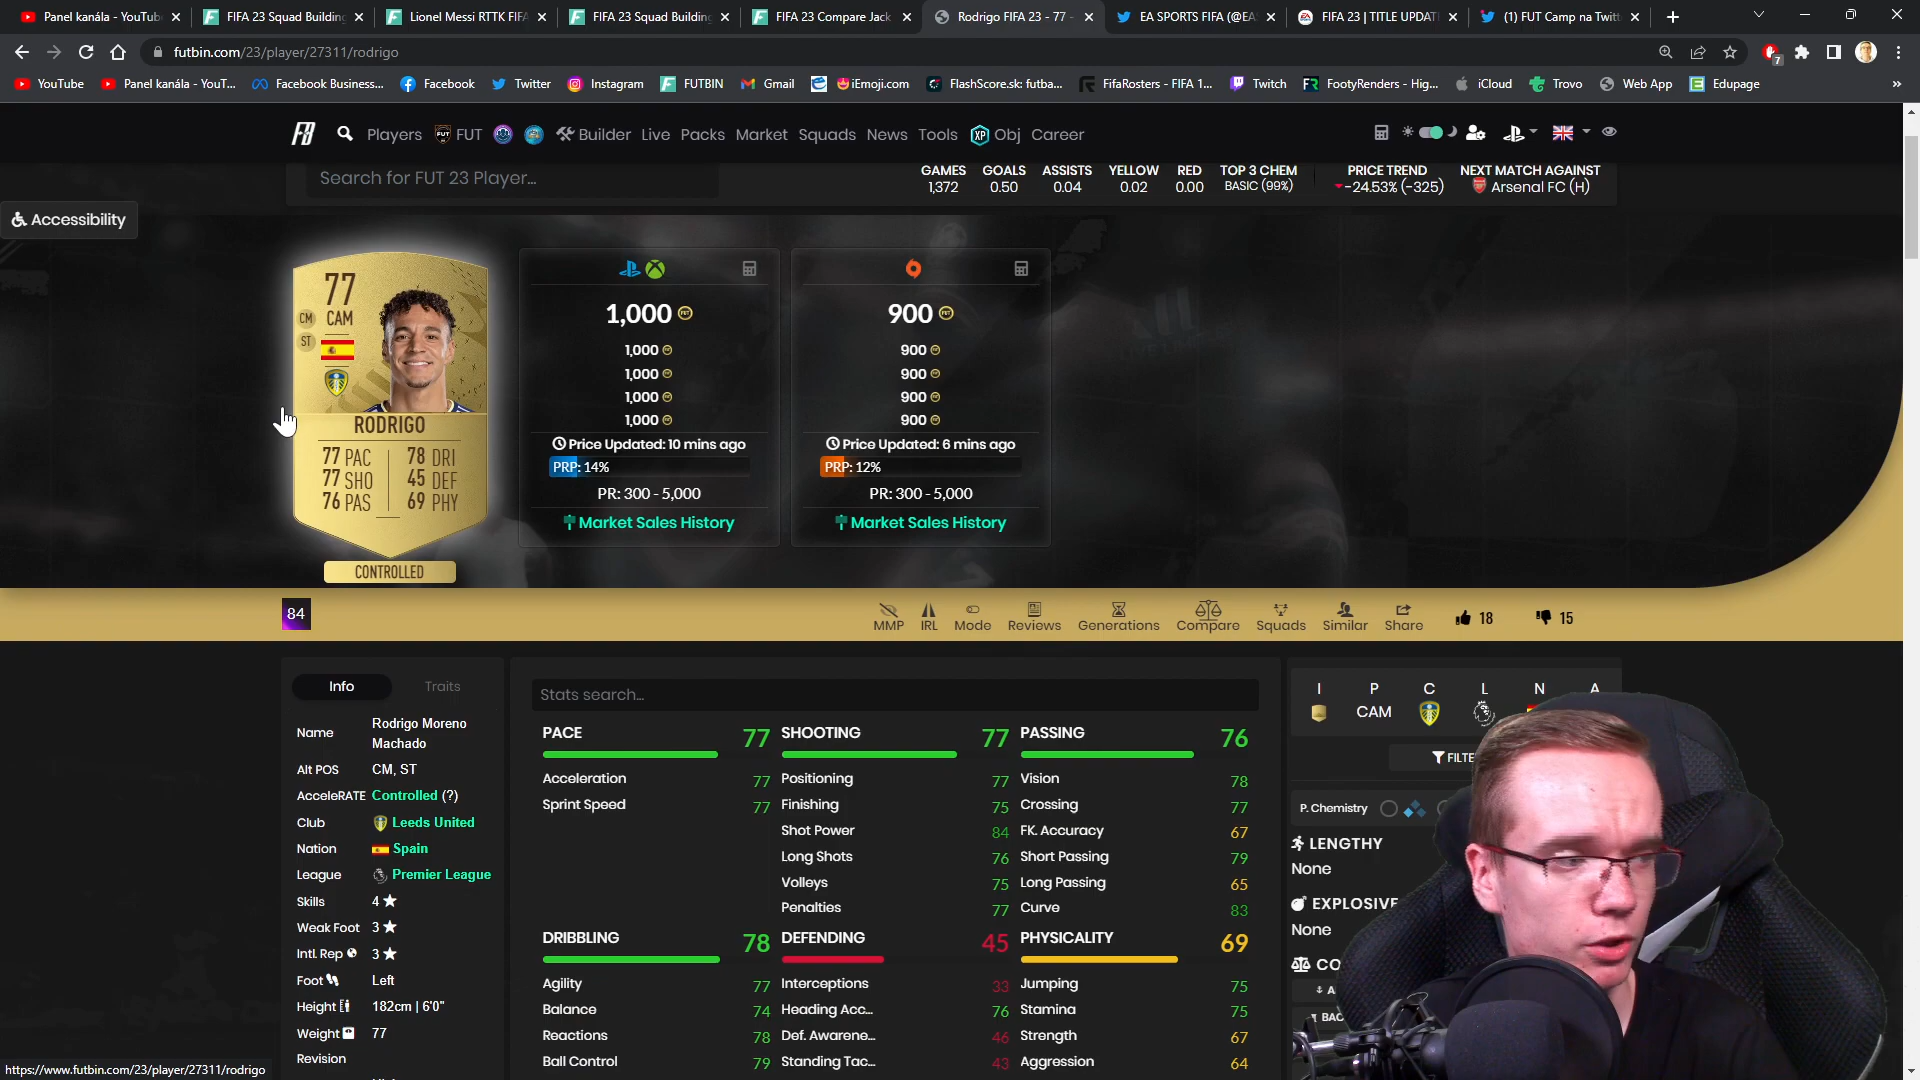 Panel kanála - YouTub
FIFA 23 Squad Building
Lionel Messi RTTK FIFA
FIFA 23 Squad Building
FIFA 23 Compare Jack
Rodrigo FIFA 23 - 77 -
EA SPORTS FIFA (@EA
FIFA 23 | TITLE UPDAT
(1) FUT Camp na Twitt
futbin.com/23/player/27311/rodrigo
7
YouTube
Panel kanála - YouT...
Facebook Business...
Facebook
Twitter
Instagram
FUTBIN
Gmail
iEmoji.com
FlashScore.sk: futba...
FifaRosters - FIFA 1...
Twitch
FootyRenders - Hig...
iCloud
Trovo
Web App
Edupage
»
Players
FUT
Builder
Live
Packs
Market
Squads
News
Tools
XP Obj
Career
Search for FUT 23 Player...
GAMES
1,372
GOALS
0.50
ASSISTS
0.04
YELLOW
0.02
RED
0.00
TOP 3 CHEM
BASIC (99%)
PRICE TREND
-24.53% (-325)
NEXT MATCH AGAINST
Arsenal FC (H)
Accessibility
77
CAM
CM
ST
RODRIGO
77 PAC 78 DRI
77 SHO 45 DEF
76 PAS 69 PHY
CONTROLLED
1,000
1,000
1,000
1,000
1,000
Price Updated: 10 mins ago
PRP: 14%
PR: 300 - 5,000
Market Sales History
900
900
900
900
900
Price Updated: 6 mins ago
PRP: 12%
PR: 300 - 5,000
Market Sales History
84
MMP
IRL
Mode
Reviews
Generations
Compare
Squads
Similar
Share
18
15
Info
Traits
Name Rodrigo Moreno
Machado
Alt POS CM, ST
AcceleRATE Controlled (?)
Club Leeds United
Nation Spain
League Premier League
Skills 4
Weak Foot 3
Intl. Rep 3
Foot Left
Height 182cm | 6'0"
Weight 77
Revision
Stats search...
PACE 77
Acceleration 77
Sprint Speed 77
SHOOTING 77
Positioning 77
Finishing 75
Shot Power 84
Long Shots 76
Volleys 75
Penalties 77
PASSING 76
Vision 78
Crossing 77
FK. Accuracy 67
Short Passing 79
Long Passing 65
Curve 83
DRIBBLING 78
Agility 77
Balance 74
Reactions 78
Ball Control 79
DEFENDING 45
Interceptions 33
Heading Acc... 76
Def. Awarene... 46
Standing Tac... 43
PHYSICALITY 69
Jumping 75
Stamina 75
Strength 67
Aggression 64
I P C L N A
CAM
FILTE
P. Chemistry
LENGTHY
None
EXPLOSIVE
None
CO
A
BAC
https://www.futbin.com/23/player/27311/rodrigo